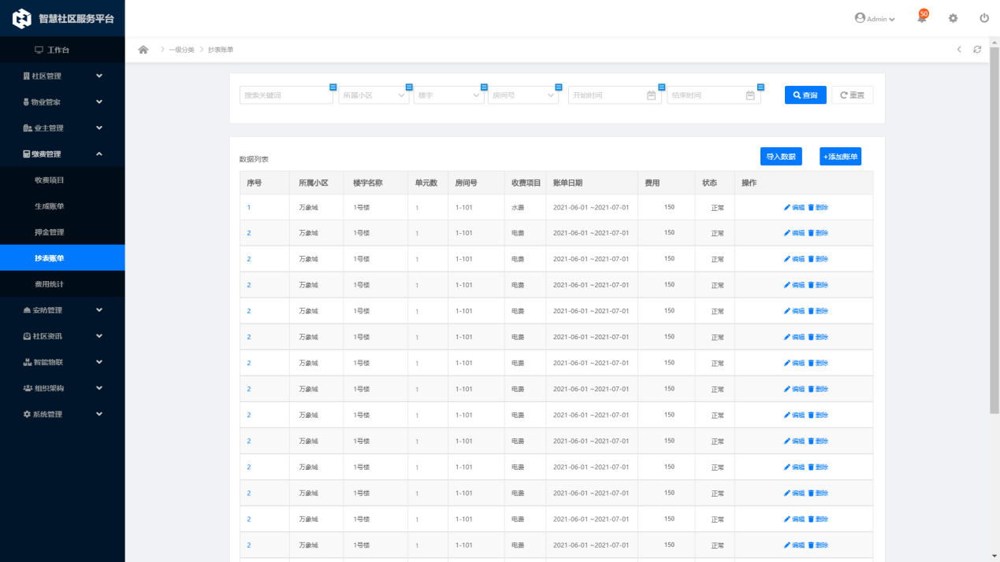 智慧社区服务平台
Admin
50
工作台
一级分类
抄表账单
社区管理
物业管家
业主管理
缴费管理
收费项目
生成账单
押金管理
抄表账单
费用统计
安防管理
社区资讯
智能物联
组织架构
系统管理
搜索关键词 所属小区 楼宇 房间号 开始时间 结束时间 查询 重置
数据列表 导入数据 +添加账单
序号 所属小区 楼宇名称 单元数 房间号 收费项目 账单日期 费用 状态 操作
1 万象城 1号楼 1 1-101 水费 2021-06-01 ~2021-07-01 150 正常 编辑 删除
2 万象城 1号楼 1 1-101 电费 2021-06-01 ~2021-07-01 150 正常 编辑 删除
2 万象城 1号楼 1 1-101 电费 2021-06-01 ~2021-07-01 150 正常 编辑 删除
2 万象城 1号楼 1 1-101 电费 2021-06-01 ~2021-07-01 150 正常 编辑 删除
2 万象城 1号楼 1 1-101 电费 2021-06-01 ~2021-07-01 150 正常 编辑 删除
2 万象城 1号楼 1 1-101 电费 2021-06-01 ~2021-07-01 150 正常 编辑 删除
2 万象城 1号楼 1 1-101 电费 2021-06-01 ~2021-07-01 150 正常 编辑 删除
2 万象城 1号楼 1 1-101 电费 2021-06-01 ~2021-07-01 150 正常 编辑 删除
2 万象城 1号楼 1 1-101 电费 2021-06-01 ~2021-07-01 150 正常 编辑 删除
2 万象城 1号楼 1 1-101 电费 2021-06-01 ~2021-07-01 150 正常 编辑 删除
2 万象城 1号楼 1 1-101 电费 2021-06-01 ~2021-07-01 150 正常 编辑 删除
2 万象城 1号楼 1 1-101 电费 2021-06-01 ~2021-07-01 150 正常 编辑 删除
2 万象城 1号楼 1 1-101 电费 2021-06-01 ~2021-07-01 150 正常 编辑 删除
2 万象城 1号楼 1 1-101 电费 2021-06-01 ~2021-07-01 150 正常 编辑 删除